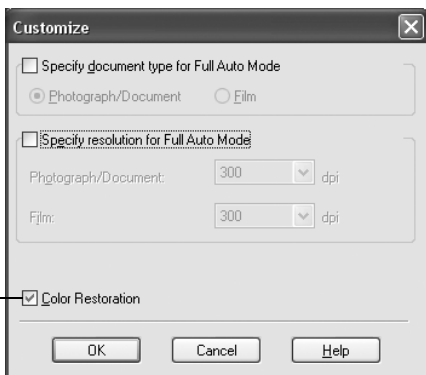 Customize
Specify document type for Full Auto Mode
Photograph/Document Film
Specify resolution for Full Auto Mode
Photograph/Document: 300 dpi
Film: 300 dpi
Color Restoration
OK Cancel Help